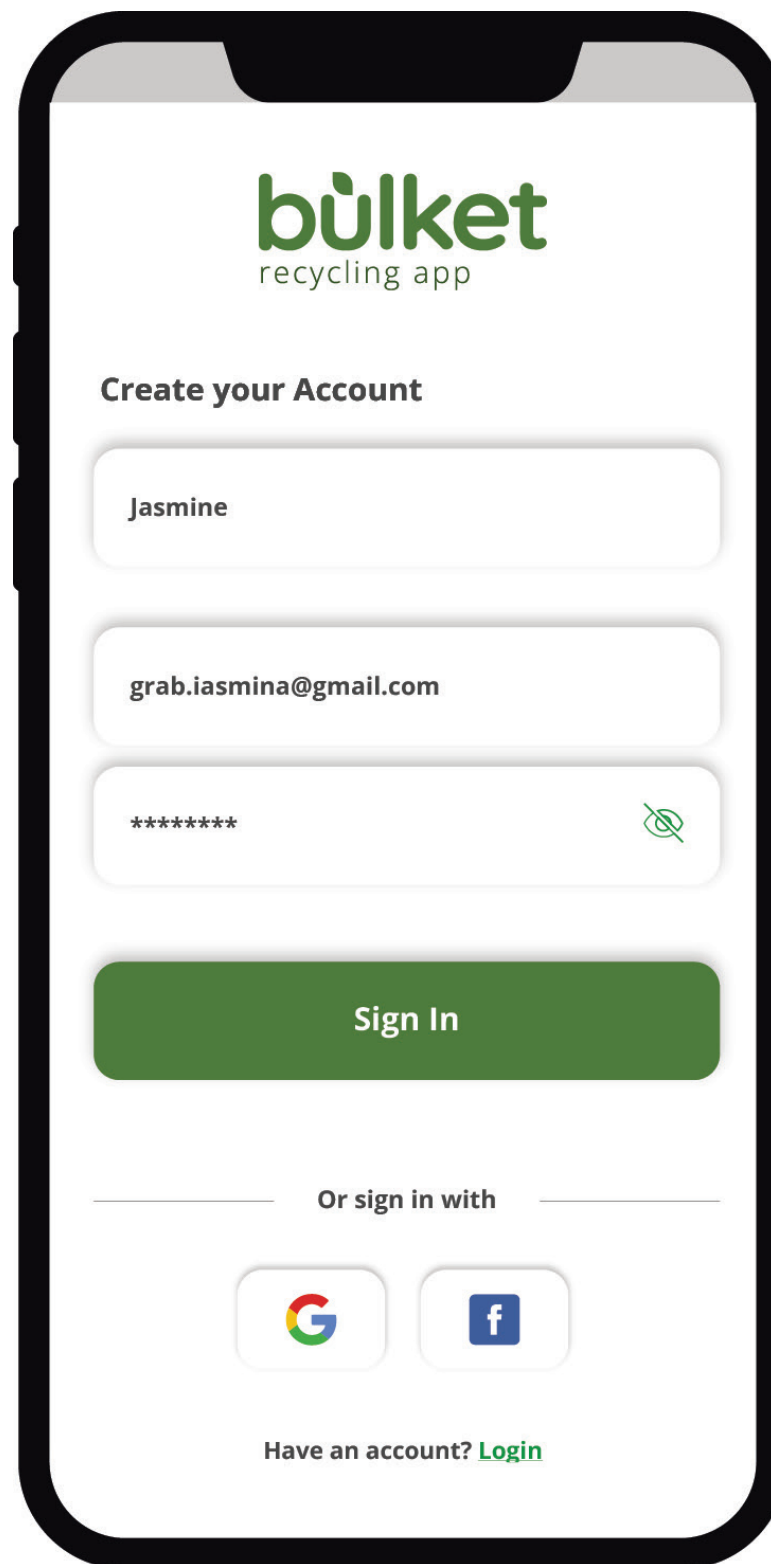 bùlket
recycling app
Create your Account
Jasmine
grab.iasmina@gmail.com
********
Sign In
Or sign in with
G
f
Have an account? Login